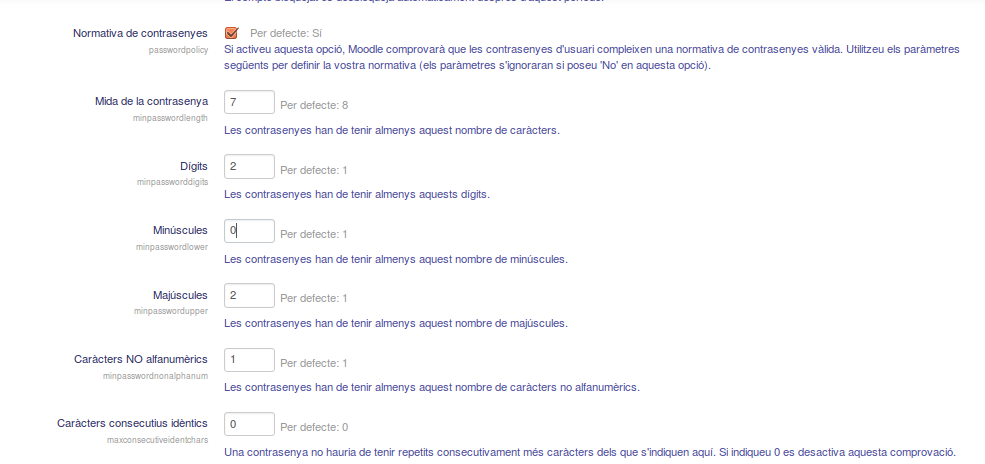 Normativa de contrasenyes Per defecte: Sí
passwordpolicy
Si activeu aquesta opció, Moodle comprovarà que les contrasenyes d'usuari compleixen una normativa de contrasenyes vàlida. Utilitzeu els paràmetres
següents per definir la vostra normativa (els paràmetres s'ignoraran si poseu 'No' en aquesta opció).
Mida de la contrasenya 7 Per defecte: 8
minpasswordlength
Les contrasenyes han de tenir almenys aquest nombre de caràcters.
Dígits 2 Per defecte: 1
minpassworddigits
Les contrasenyes han de tenir almenys aquests dígits.
Minúscules 0 Per defecte: 1
minpasswordlower
Les contrasenyes han de tenir almenys aquest nombre de minúscules.
Majúscules 2 Per defecte: 1
minpasswordupper
Les contrasenyes han de tenir almenys aquest nombre de majúscules.
Caràcters NO alfanumèrics 1 Per defecte: 1
minpasswordnonalphanum
Les contrasenyes han de tenir almenys aquest nombre de caràcters no alfanumèrics.
Caràcters consecutius idèntics 0 Per defecte: 0
maxconsecutiveidentchars
Una contrasenya no hauria de tenir repetits consecutivament més caràcters dels que s'indiquen aquí. Si indiqueu 0 es desactiva aquesta comprovació.